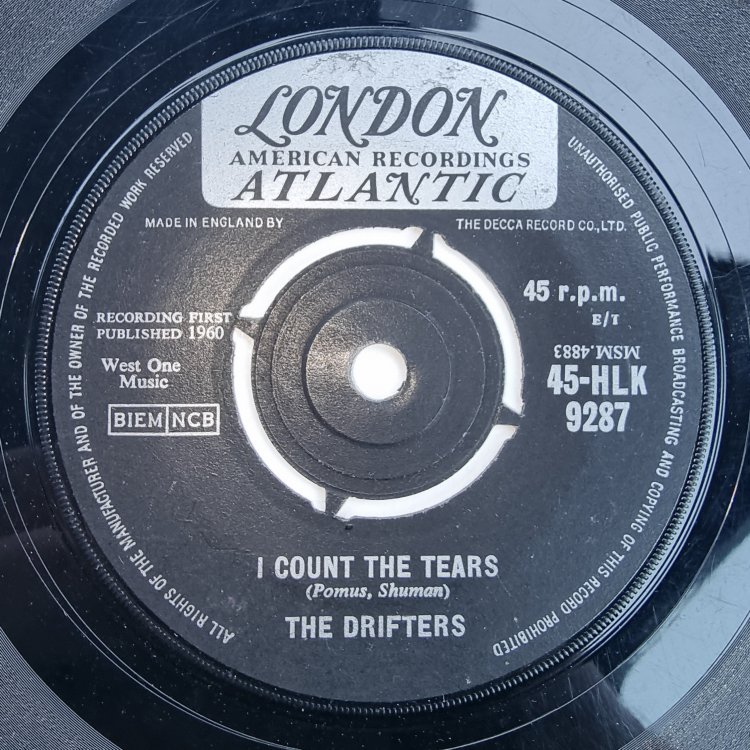 LONDON
AMERICAN RECORDINGS
ATLANTIC
MADE IN ENGLAND BY
THE DECCA RECORD CO., LTD.
RECORDING FIRST
PUBLISHED 1960
West One
Music
BIEM NCB
45 r.p.m.
E/T
MSM.4883
45-HLK
9287
I COUNT THE TEARS
(Pomus, Shuman)
THE DRIFTERS
ALL RIGHTS OF THE MANUFACTURER AND OF THE OWNER OF THE RECORDED WORK RESERVED
UNAUTHORISED PUBLIC PERFORMANCE BROADCASTING AND COPYING OF THIS RECORD PROHIBITED